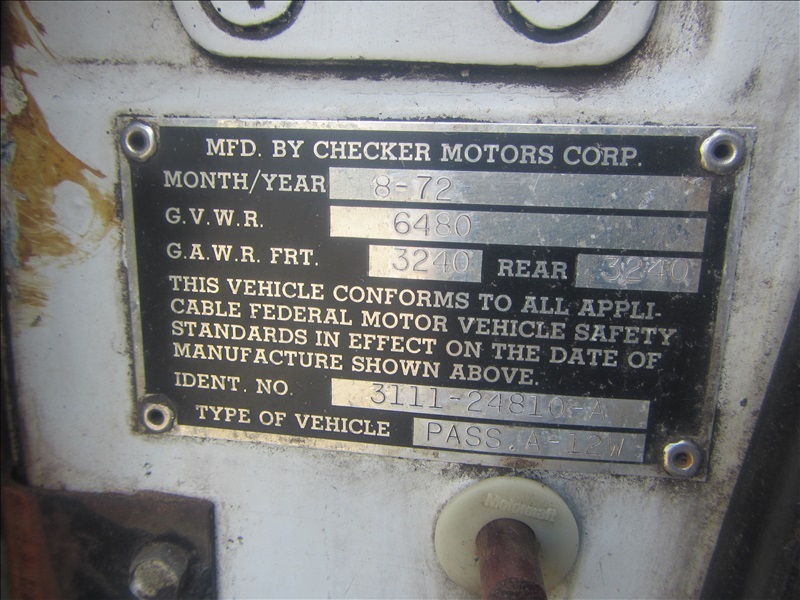 MFD. BY CHECKER MOTORS CORP.
MONTH/YEAR 8-72
G.V.W.R. 6480
G.A.W.R. FRT. 3240 REAR 3240
THIS VEHICLE CONFORMS TO ALL APPLI-
CABLE FEDERAL MOTOR VEHICLE SAFETY
STANDARDS IN EFFECT ON THE DATE OF
MANUFACTURE SHOWN ABOVE.
IDENT. NO. 3111-24810-A
TYPE OF VEHICLE PASS. A-12W
Motorcraft